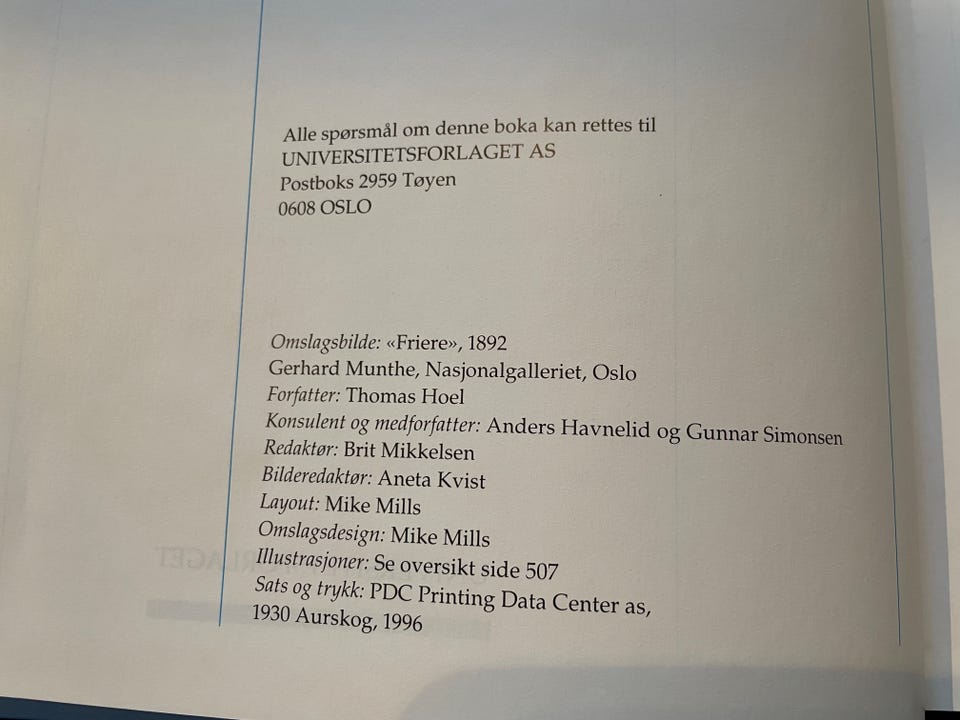 Alle spørsmål om denne boka kan rettes til
UNIVERSITETSFORLAGET AS
Postboks 2959 Tøyen
0608 OSLO
Omslagsbilde: «Friere», 1892
Gerhard Munthe, Nasjonalgalleriet, Oslo
Forfatter: Thomas Hoel
Konsulent og medforfatter: Anders Havnelid og Gunnar Simonsen
Redaktør: Brit Mikkelsen
Bilderedaktør: Aneta Kvist
Layout: Mike Mills
Omslagsdesign: Mike Mills
Illustrasjoner: Se oversikt side 507
Sats og trykk: PDC Printing Data Center as,
1930 Aurskog, 1996